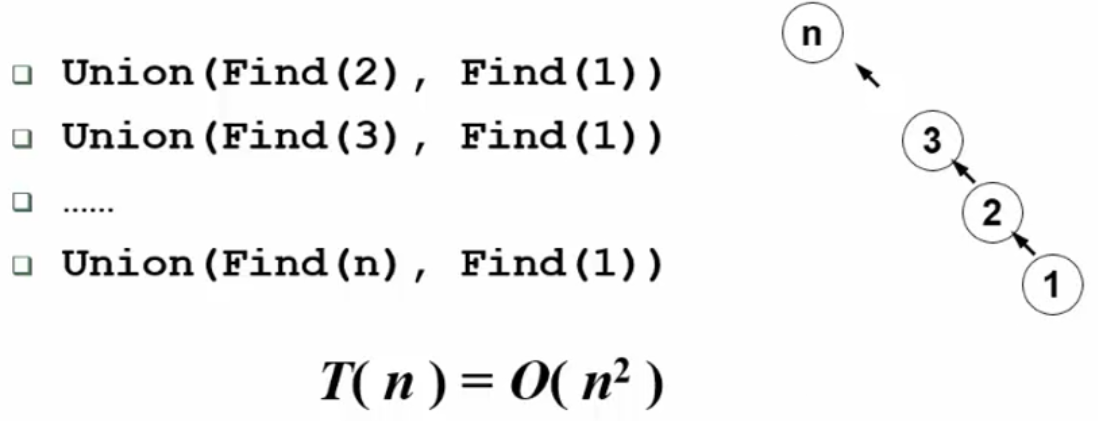 ❑ Union(Find(2), Find(1))
❑ Union(Find(3), Find(1))
❑ ......
❑ Union(Find(n), Find(1))
T( n ) = O( n² )
n
3
2
1